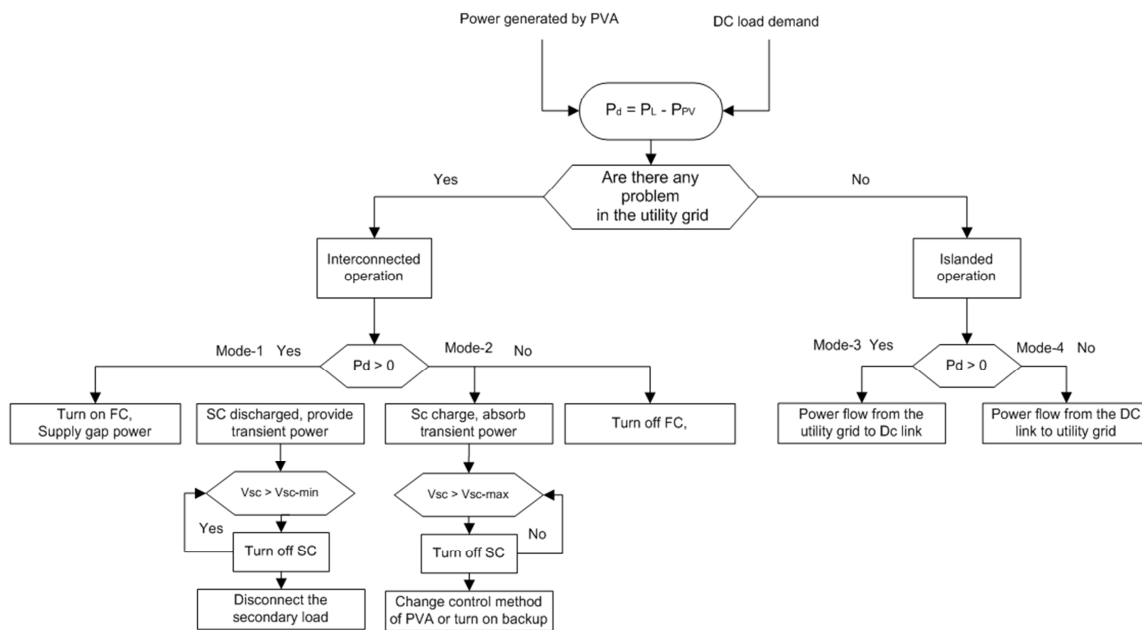 Power generated by PVA
DC load demand
Pd = PL - PPV
Yes
Are there any
problem
in the utility grid
No
Interconnected
operation
Islanded
operation
Mode-1 Yes
Pd > 0
Mode-2
No
Mode-3 Yes
Pd > 0
Mode-4 No
Turn on FC,
Supply gap power
SC discharged, provide
transient power
Sc charge, absorb
transient power
Turn off FC,
Power flow from the
utility grid to Dc link
Power flow from the DC
link to utility grid
Vsc > Vsc-min
Vsc > Vsc-max
Yes
Turn off SC
Turn off SC
No
Disconnect the
secondary load
Change control method
of PVA or turn on backup